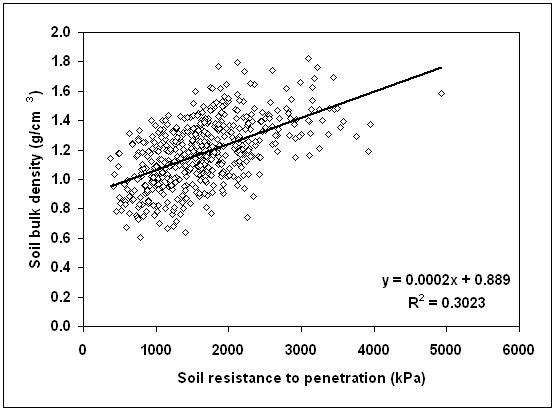 2.0
1.8
1.6
1.4
1.2
1.0
0.8
0.6
0.4
0.2
0.0
Soil bulk density (g/cm ³)
y = 0.0002x + 0.889
R² = 0.3023
0 1000 2000 3000 4000 5000 6000
Soil resistance to penetration (kPa)